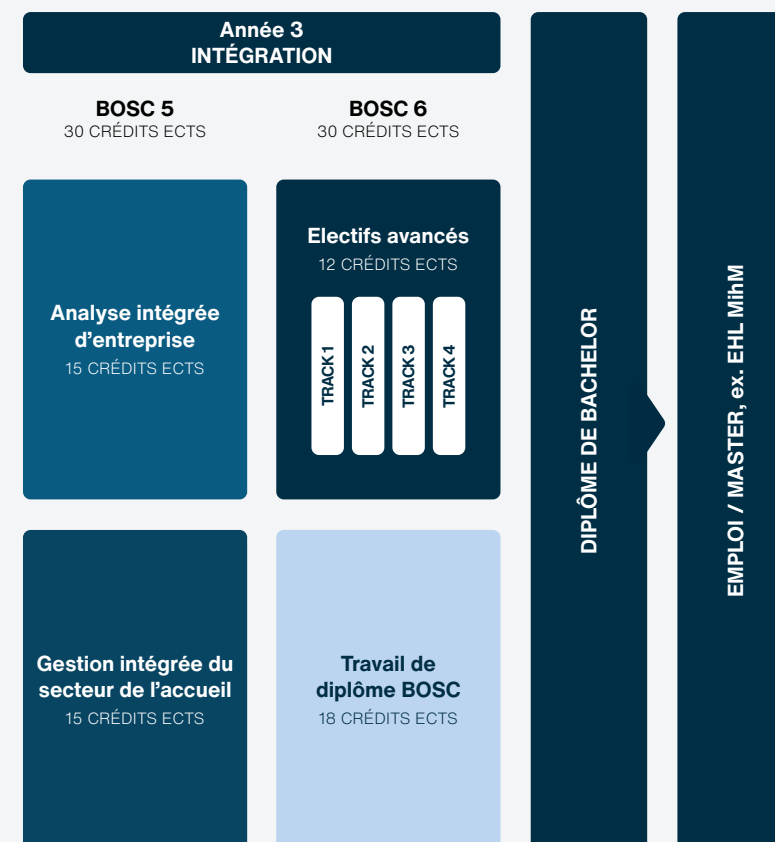 Année 3
INTÉGRATION
BOSC 5
30 CRÉDITS ECTS
BOSC 6
30 CRÉDITS ECTS
Analyse intégrée
d’entreprise
15 CRÉDITS ECTS
Electifs avancés
12 CRÉDITS ECTS
TRACK 1
TRACK 2
TRACK 3
TRACK 4
Gestion intégrée du
secteur de l’accueil
15 CRÉDITS ECTS
Travail de
diplôme BOSC
18 CRÉDITS ECTS
DIPLÔME DE BACHELOR
EMPLOI / MASTER, ex. EHL MihM